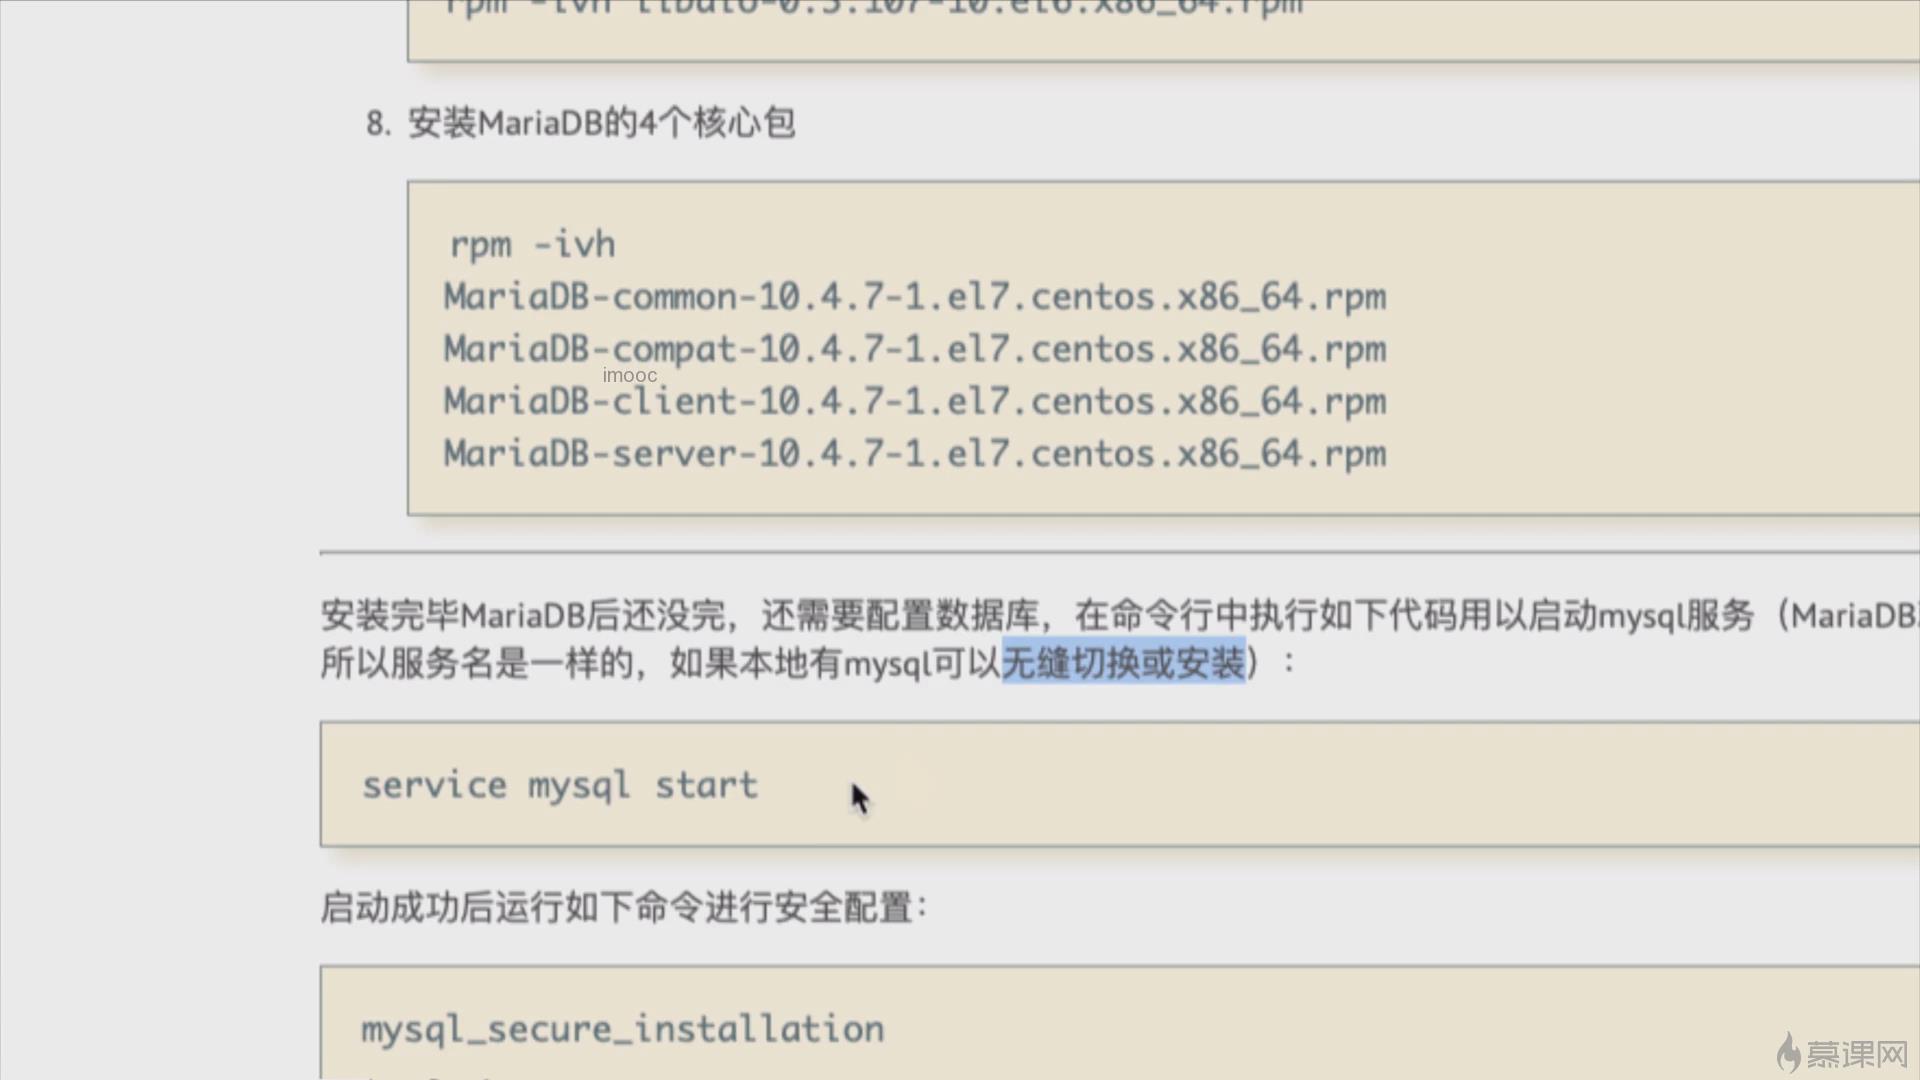 rpm -ivh libaio-0.3.107-10.el6.x86_64.rpm
8. 安装MariaDB的4个核心包
rpm -ivh
MariaDB-common-10.4.7-1.el7.centos.x86_64.rpm
MariaDB-compat-10.4.7-1.el7.centos.x86_64.rpm
imooc
MariaDB-client-10.4.7-1.el7.centos.x86_64.rpm
MariaDB-server-10.4.7-1.el7.centos.x86_64.rpm
安装完毕MariaDB后还没完，还需要配置数据库，在命令行中执行如下代码用以启动mysql服务（MariaDB
所以服务名是一样的，如果本地有mysql可以无缝切换或安装）：
service mysql start
启动成功后运行如下命令进行安全配置：
mysql_secure_installation
慕课网